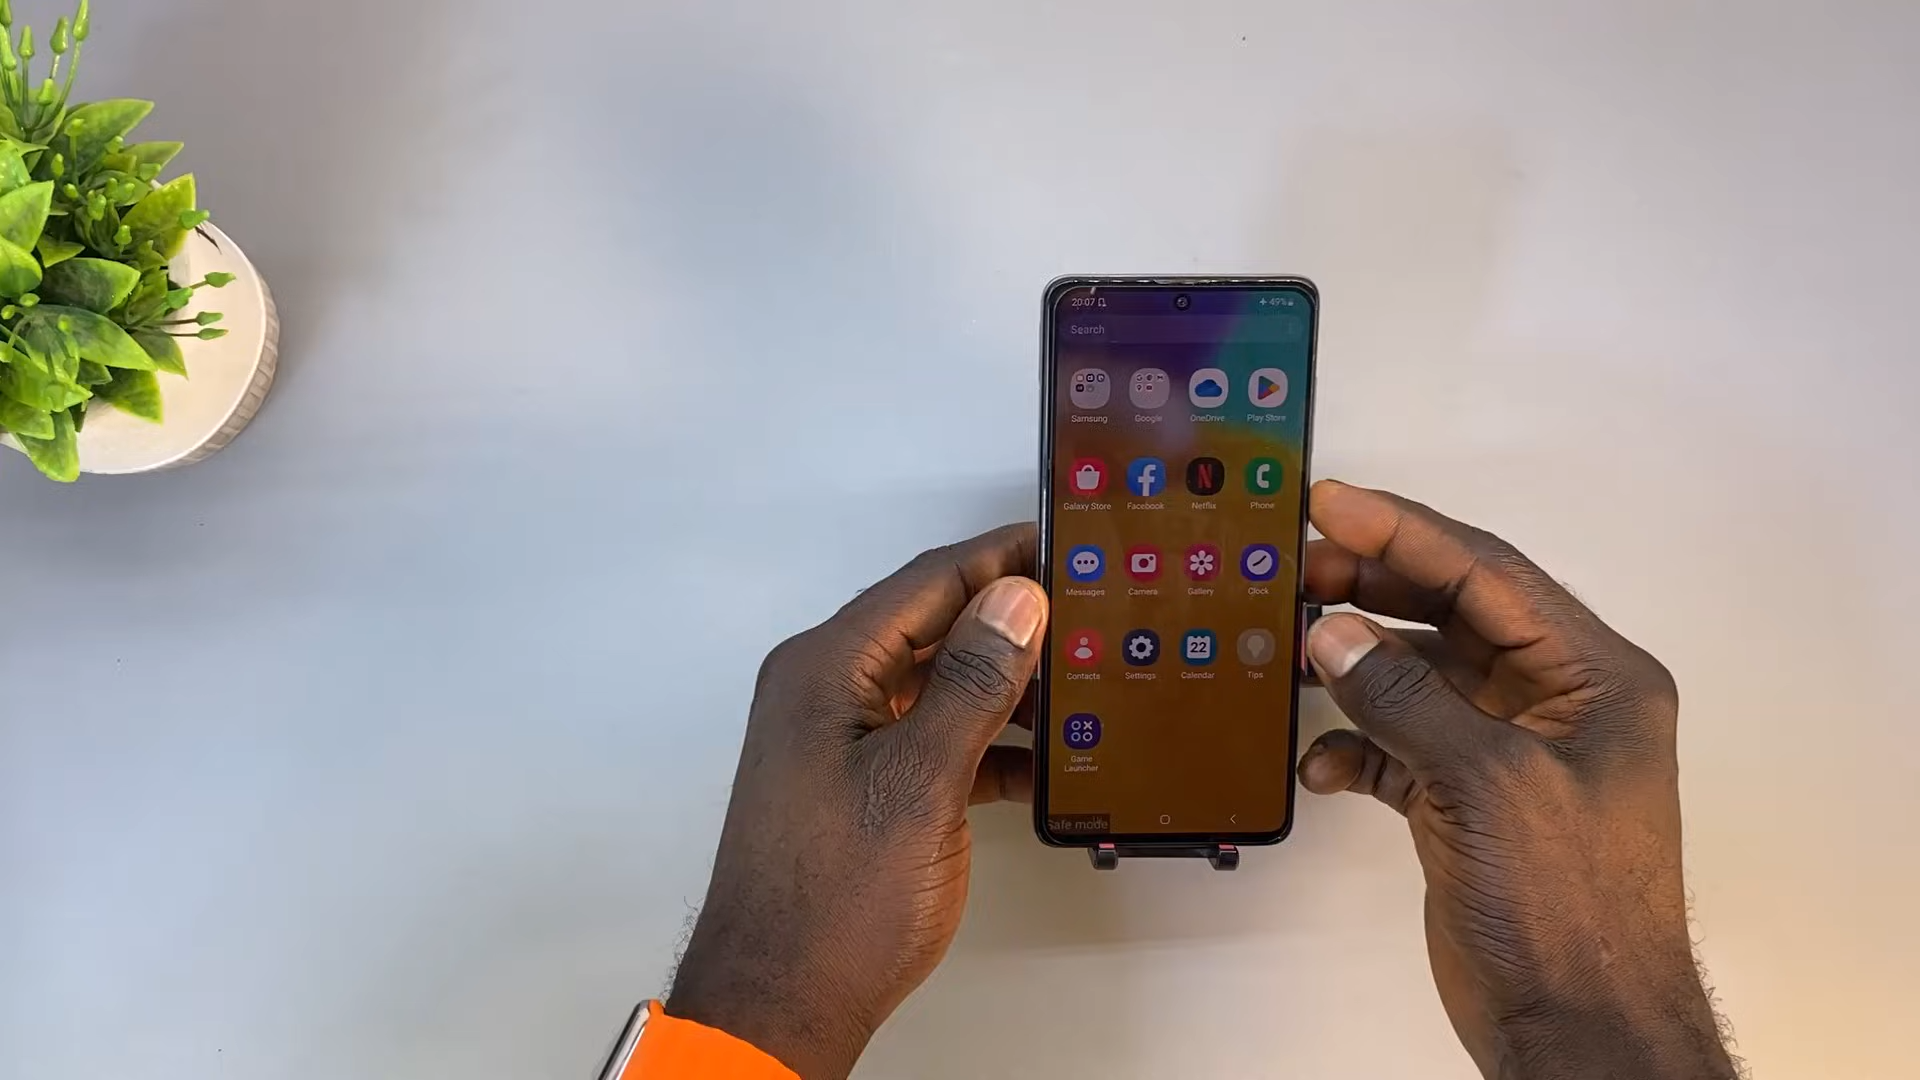 20:07
49%
Search
Samsung
Google
OneDrive
Play Store
Galaxy Store
Facebook
N
Netflix
Phone
Messages
Camera
Gallery
Clock
22
Contacts
Settings
Calendar
Tips
Game
Launcher
Safe mode